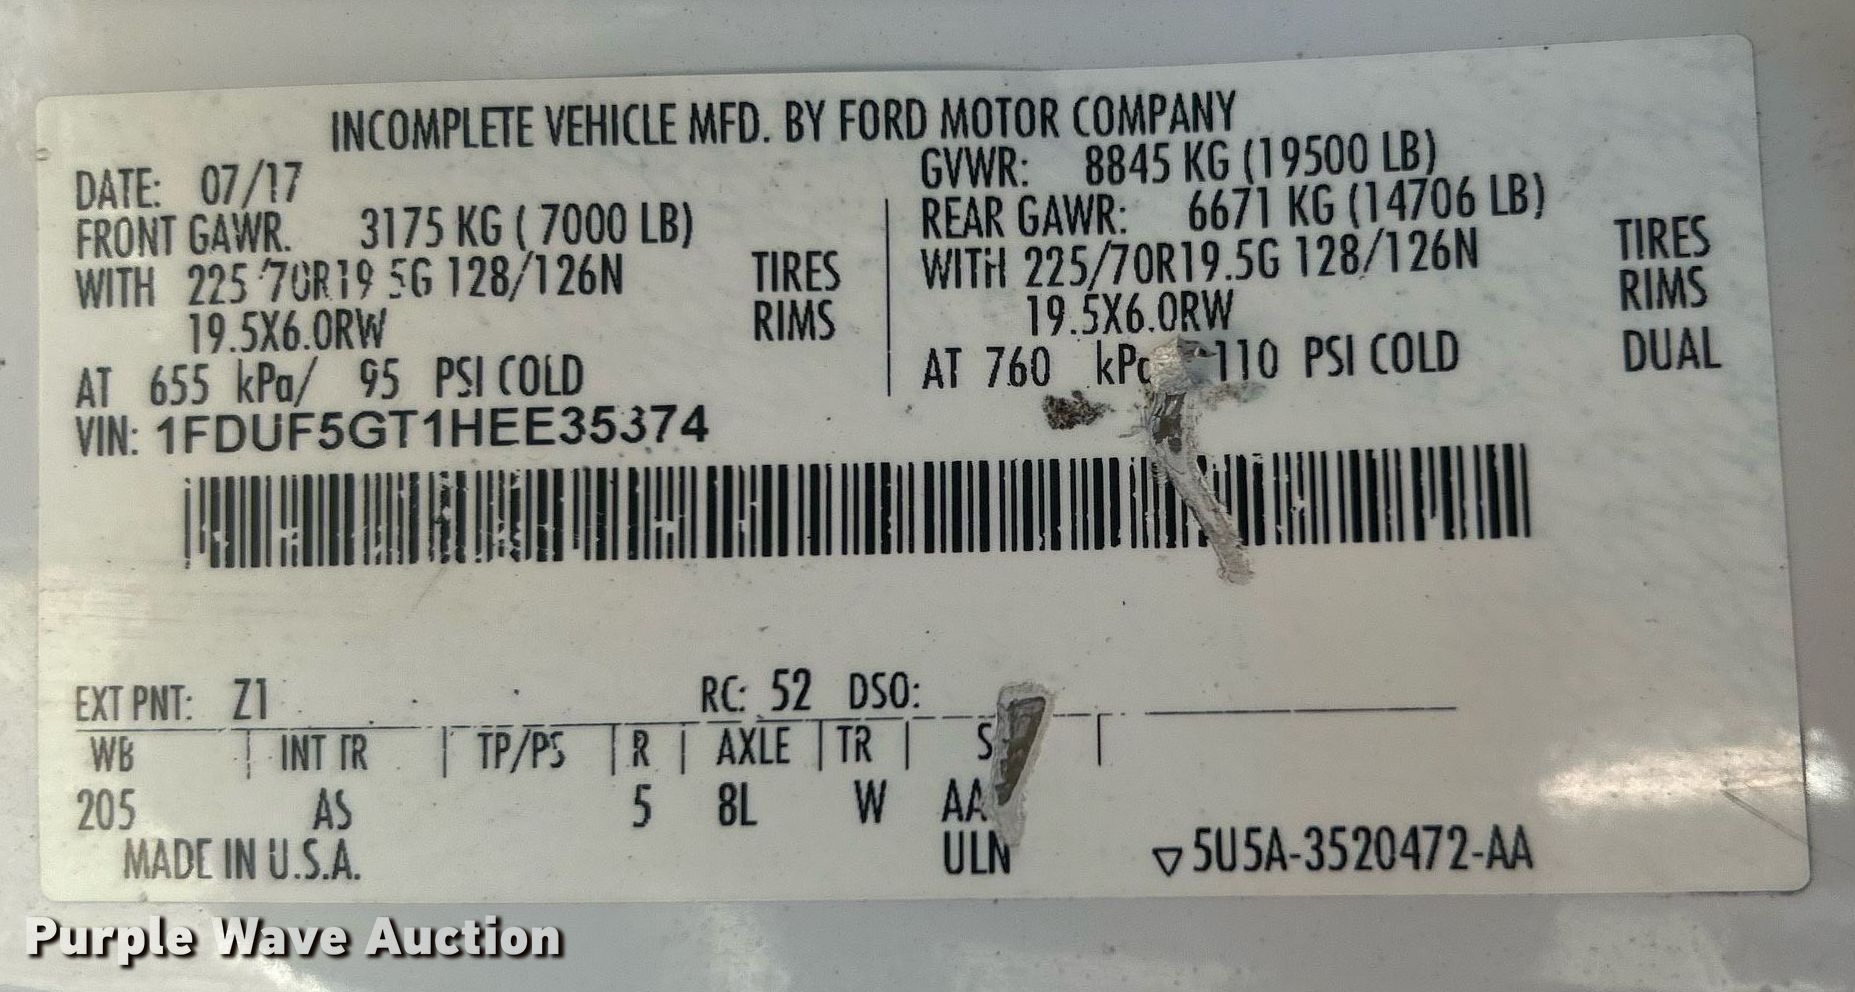 INCOMPLETE VEHICLE MFD. BY FORD MOTOR COMPANY
DATE: 07/17
GVWR: 8845 KG (19500 LB)
FRONT GAWR. 3175 KG ( 7000 LB)
REAR GAWR: 6671 KG (14706 LB)
WITH 225/70R19.5G 128/126N TIRES
19.5X6.0RW RIMS
WITH 225/70R19.5G 128/126N TIRES
19.5X6.0RW RIMS
AT 655 kPa/ 95 PSI COLD
AT 760 kPa 110 PSI COLD DUAL
VIN: 1FDUF5GT1HEE35374
EXT PNT: Z1 RC: 52 DSO:
WB INT TR TP/PS R AXLE TR S
205 AS 5 8L W AA
ULN
MADE IN U.S.A.
▽5U5A-3520472-AA
Purple Wave Auction